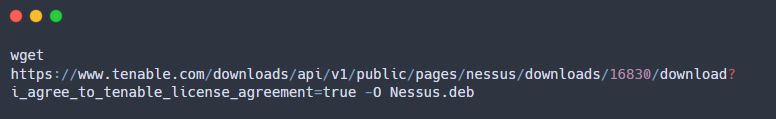 wget
https://www.tenable.com/downloads/api/v1/public/pages/nessus/downloads/16830/download?
i_agree_to_tenable_license_agreement=true -O Nessus.deb